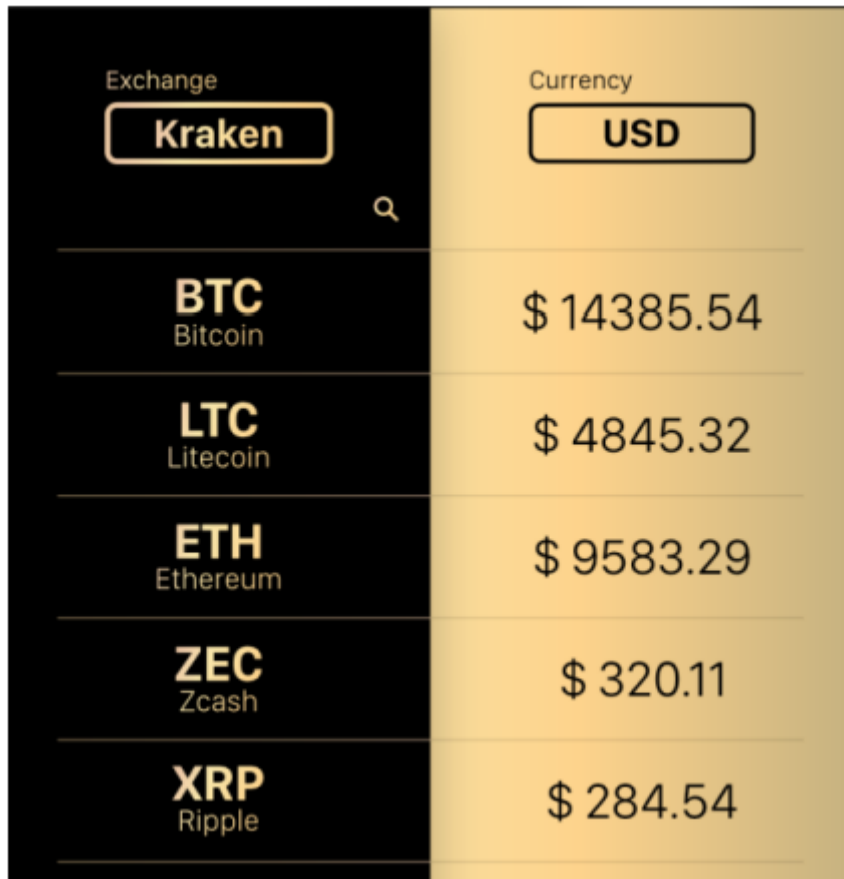 Exchange
Currency
Kraken
USD
BTC
Bitcoin
$ 14385.54
LTC
Litecoin
$ 4845.32
ETH
Ethereum
$ 9583.29
ZEC
Zcash
$ 320.11
XRP
Ripple
$ 284.54